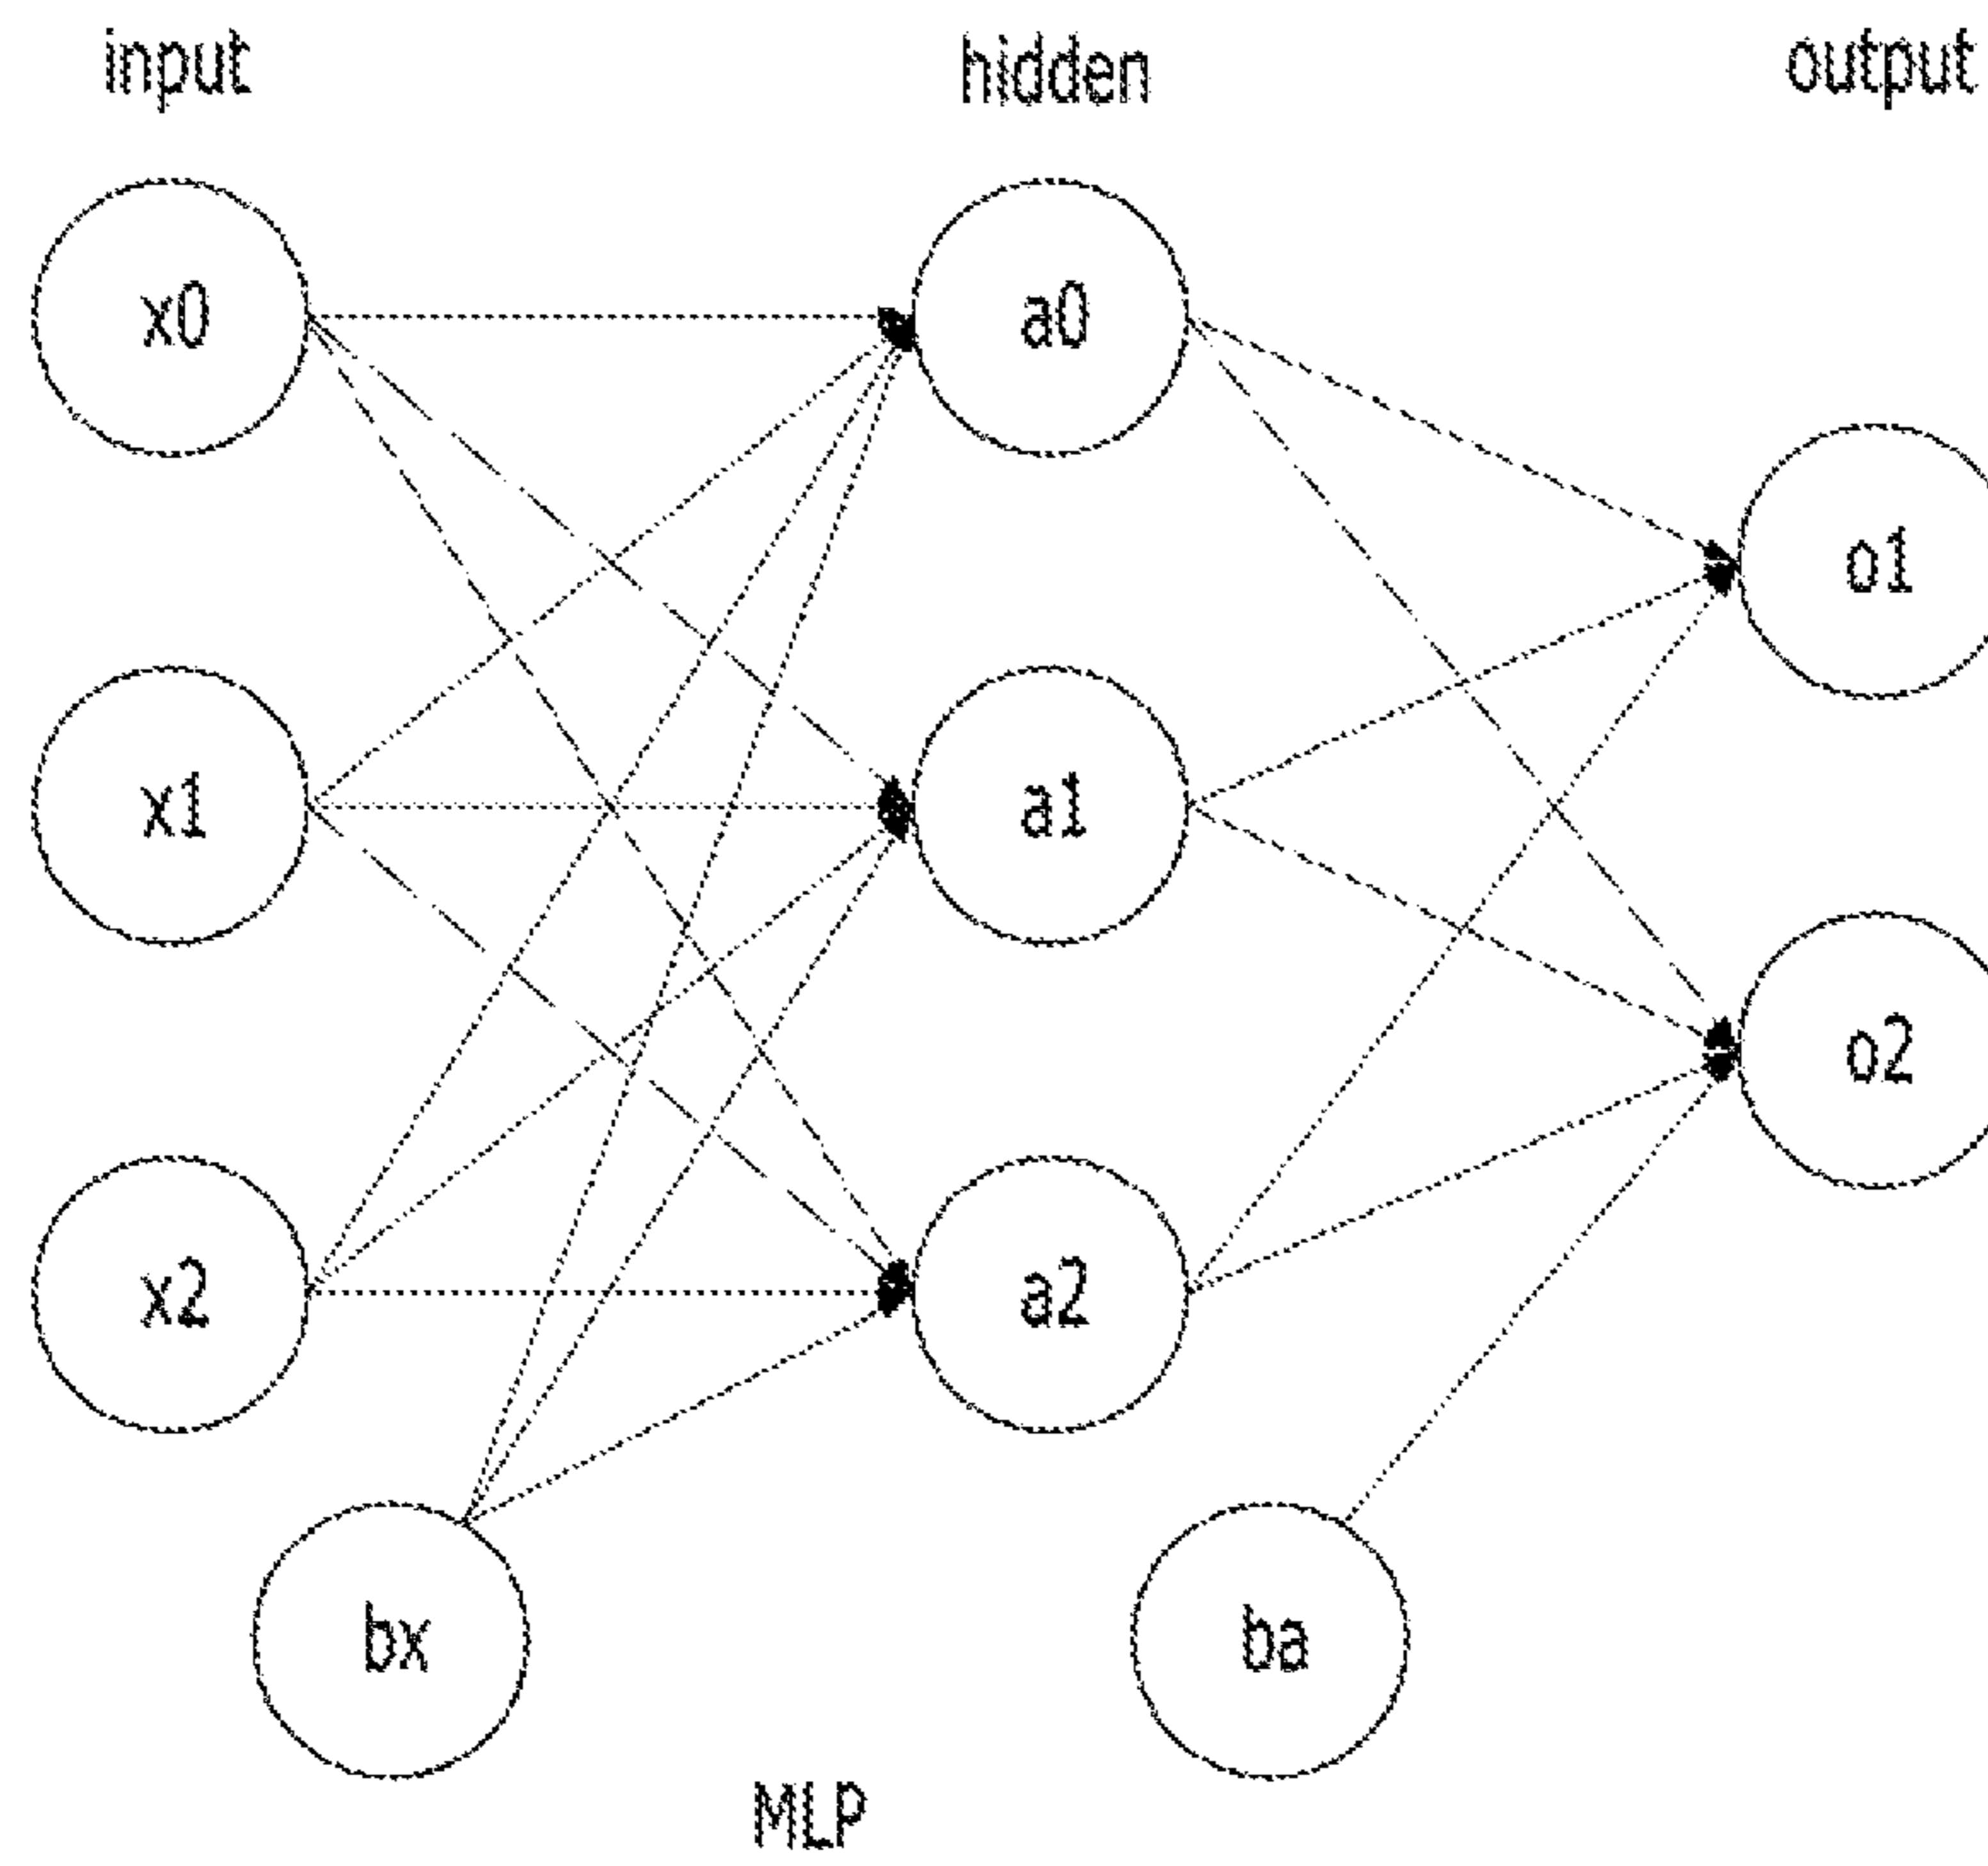 input hidden output
x0 a0
o1
x1 a1
o2
x2 a2
bx ba
MLP